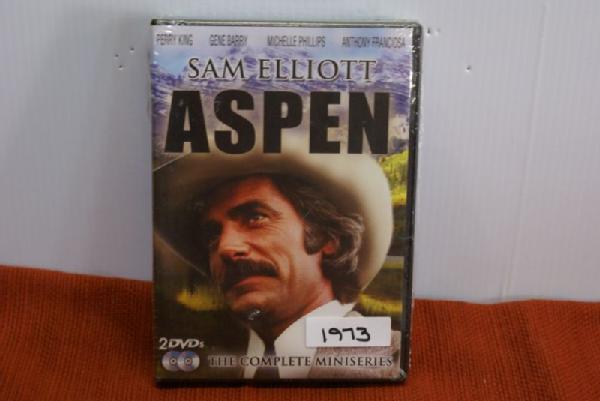 PERRY KING GENE BARRY MICHELLE PHILLIPS ANTHONY FRANCIOSA
SAM ELLIOTT
ASPEN
1973
2 DVDs
THE COMPLETE MINISERIES